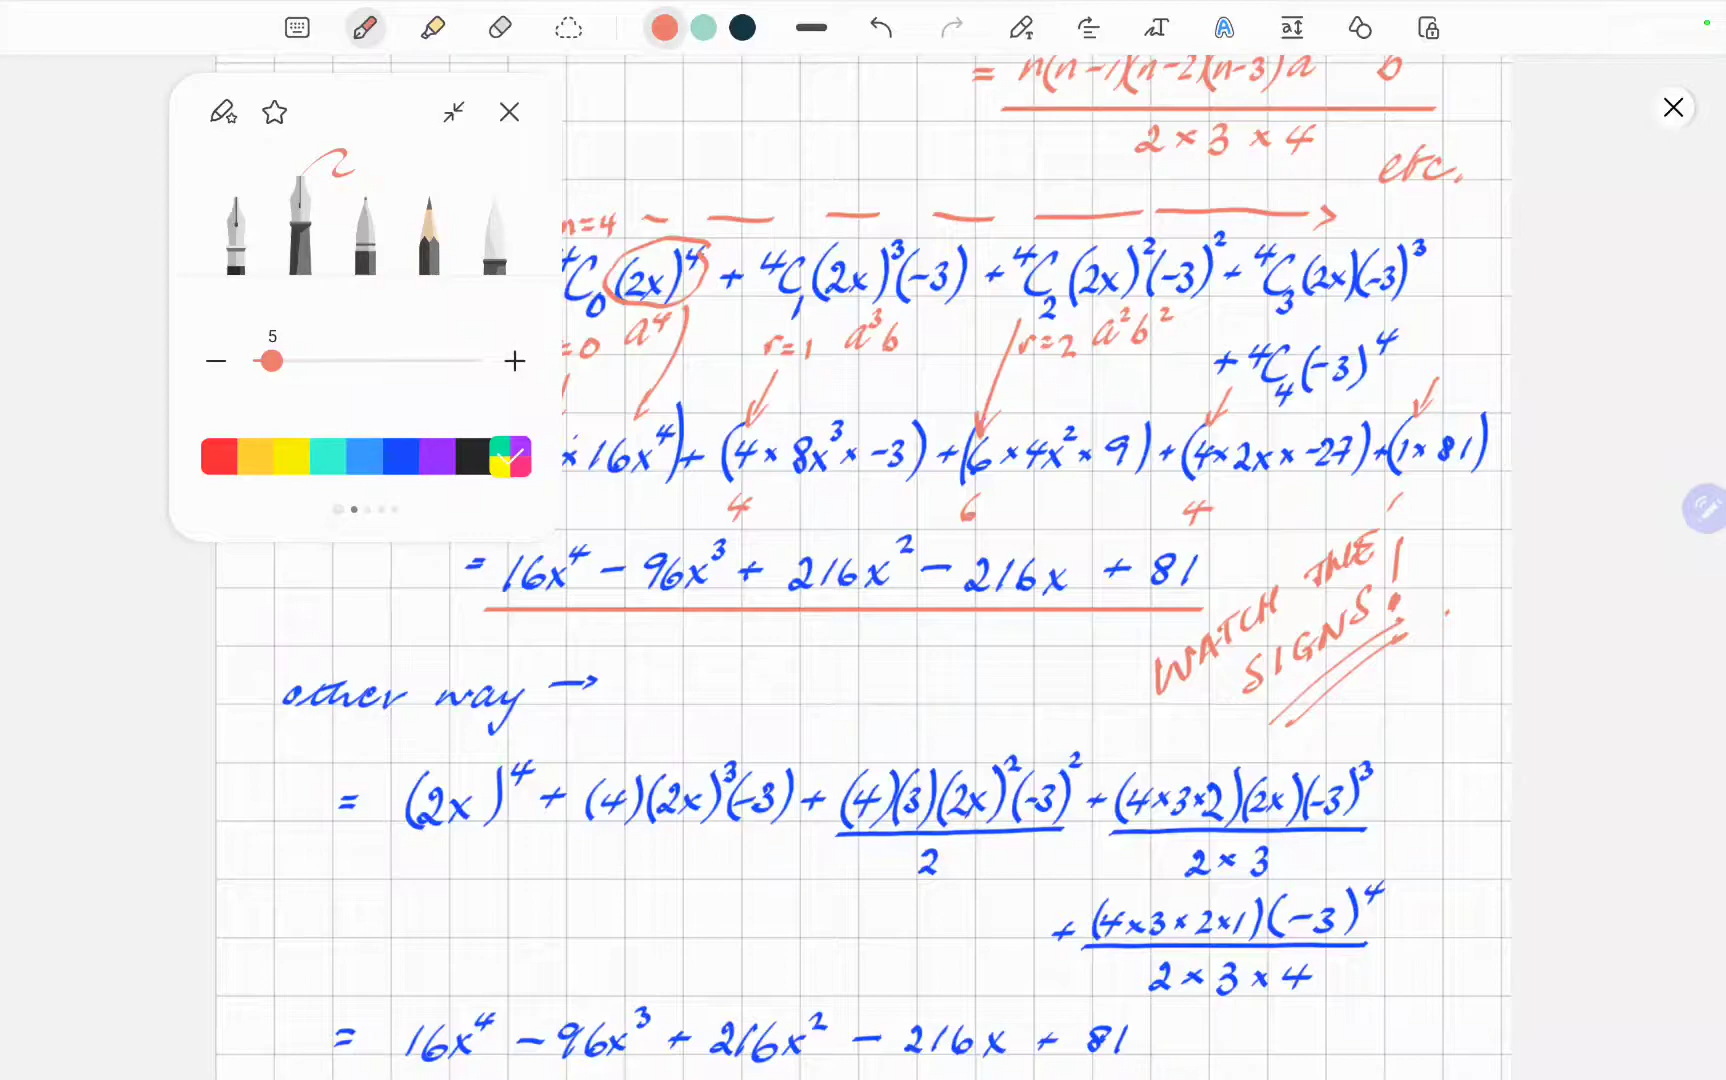 = n(n-1)(n-2)(n-3)a b
2 × 3 × 4
etc.
n=4
⁴C₀(2x)⁴ + ⁴C₁(2x)³(-3) + ⁴C₂(2x)²(-3)² + ⁴C₃(2x)(-3)³
=0 a⁴ r=1 a³b r=2 a²b²
+ ⁴C₄(-3)⁴
5
× 16x⁴) + (4 × 8x³ × -3) + (6 × 4x² × 9) + (4 × 2x × -27) + (1 × 81)
4 6 4 1
= 16x⁴ - 96x³ + 216x² - 216x + 81
WATCH THE
SIGNS!
other way →
= (2x)⁴ + (4)(2x)³(-3) + (4)(3)(2x)²(-3)² + (4×3×2)(2x)(-3)³
2 2 × 3
+ (4×3×2×1)(-3)⁴
2 × 3 × 4
= 16x⁴ - 96x³ + 216x² - 216x + 81